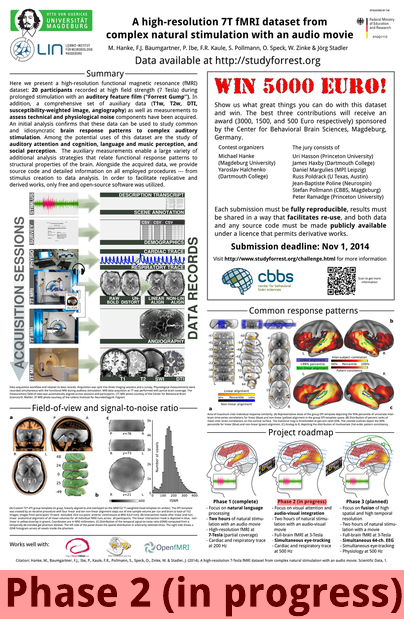 OTTO VON GUERICKE
UNIVERSITÄT
MAGDEBURG
LIN
A high-resolution 7T fMRI dataset from
complex natural stimulation with an audio movie
M. Hanke, F.J. Baumgartner, P. Ibe, F.R. Kaule, S. Pollmann, O. Speck, W. Zinke & Jörg Stadler
Data available at http://studyforrest.org
SPONSORED BY THE
Federal Ministry
of Education
and Research
Summary
Here we present a high-resolution functional magnetic resonance (fMRI)
dataset: 20 participants recorded at high field strength (7 Tesla) during
prolonged stimulation with an auditory feature film ("Forrest Gump"). In
addition, a comprehensive set of auxiliary data (T1w, T2w, DTI,
susceptibility-weighted image, angiography) as well as measurements to
assess technical and physiological noise components have been acquired.
An initial analysis confirms that these data can be used to study common
and idiosyncratic brain response patterns to complex auditory
stimulation. Among the potential uses of this dataset are the study of
auditory attention and cognition, language and music perception, and
social perception. The auxiliary measurements enable a large variety of
additional analysis strategies that relate functional response patterns to
structural properties of the brain. Alongside the acquired data, we provide
source code and detailed information on all employed procedures — from
stimulus creation to data analysis. In order to facilitate replicative and
derived works, only free and open-source software was utilized.
WIN 5000 EURO!
Show us what great things you can do with this dataset
and win. The best three contributions will receive an
award (3000, 1500, and 500 Euro respectively) sponsored
by the Center for Behavioral Brain Sciences, Magdeburg,
Germany.
Contest organizers
Michael Hanke
(Magdeburg University)
Yaroslav Halchenko
(Dartmouth College)
The jury consists of
Uri Hasson (Princeton University)
James Haxby (Dartmouth College)
Daniel Margulies (MPI Leipzig)
Russ Poldrack (U Texas, Austin)
Jean-Baptiste Poline (Neurospin)
Stefan Pollmann (CBBS, Magdeburg)
Peter Ramadge (Princeton University)
Each submission must be fully reproducible, results must
be shared in a way that facilitates re-use, and both data
and any source code must be made publicly available
under a licence that permits derivative works.
Submission deadline: Nov 1, 2014
Visit http://www.studyforrest.org/challenge.html for more information
cbbs
center for behavioral
brain sciences
Scan to get more
information!
ACQUISITION SESSIONS
DATA RECORDS
STIMULUS
SURVEY
DESCRIPTION TRANSCRIPT
SCENE ANNOTATION
CSV CSV CSV
DEMOGRAPHICS
CARDIAC TRACE
RESPIRATORY TRACE
RAW
UN-
DIST
LINEAR
ALIGN
NON-LIN
ALIGN
ANGIOGRAPHY
Common response patterns
Field-of-view and signal-to-noise ratio
Project roadmap
Phase 1 (complete)
- Focus on natural language
processing
- Two hours of natural stimu-
lation with an audio movie
- High-resolution fMRI at
7-Tesla (partial coverage)
- Cardiac and respiratory trace
at 200 Hz
Phase 2 (in progress)
- Focus on visual attention and
audio-visual integration
- Two hours of natural stimu-
lation with an audio-visual
movie
- Full-brain fMRI at 3-Tesla
- Simultaneous eye-tracking
- Cardiac and respiratory trace
at 500 Hz
Phase 3 (planned)
- Focus on fusion of high
spatial and high temporal
resolution
- Two hours of natural stimu-
lation with a movie
- Full-brain fMRI at 3-Tesla
- Simultaneous 64-ch. EEG
- Simultaneous eye-tracking
- Physiology at 500 Hz
Works well with:
OpenfMRI
Citation: Hanke, M., Baumgartner, F.J., Ibe, P., Kaule, F.R., Pollmann, S., Speck, O., Zinke, W. & Stadler, J. (2014). A high-resolution 7-Tesla fMRI dataset from complex natural stimulation with an audio movie. Scientific Data, 1.
Phase 2 (in progress)